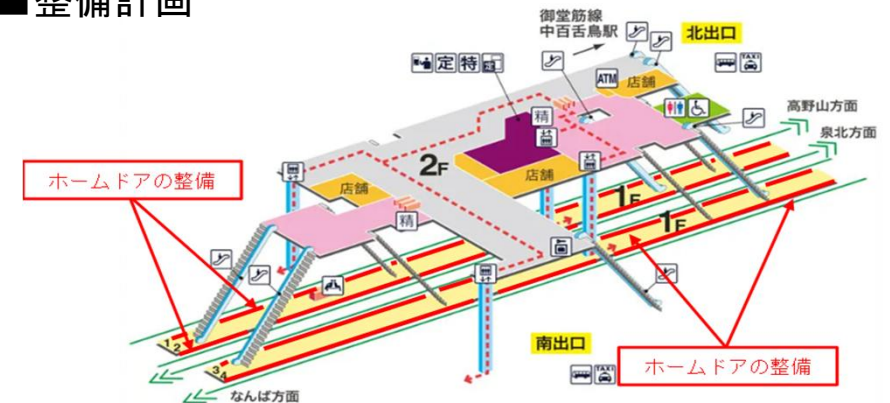 ■整備計画
御堂筋線
中百舌鳥駅
北出口
定 特
ATM
店舗
TAXI
精
高野山方面
泉北方面
2F
ホームドアの整備
店舗
店舗
1F
精
1F
1 2
3 4
南出口
TAXI
ホームドアの整備
なんば方面